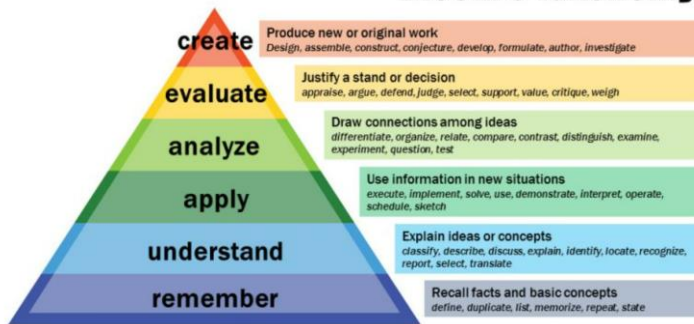 create
Produce new or original work
Design, assemble, construct, conjecture, develop, formulate, author, investigate
evaluate
Justify a stand or decision
appraise, argue, defend, judge, select, support, value, critique, weigh
analyze
Draw connections among ideas
differentiate, organize, relate, compare, contrast, distinguish, examine,
experiment, question, test
apply
Use information in new situations
execute, implement, solve, use, demonstrate, interpret, operate,
schedule, sketch
understand
Explain ideas or concepts
classify, describe, discuss, explain, identify, locate, recognize,
report, select, translate
remember
Recall facts and basic concepts
define, duplicate, list, memorize, repeat, state